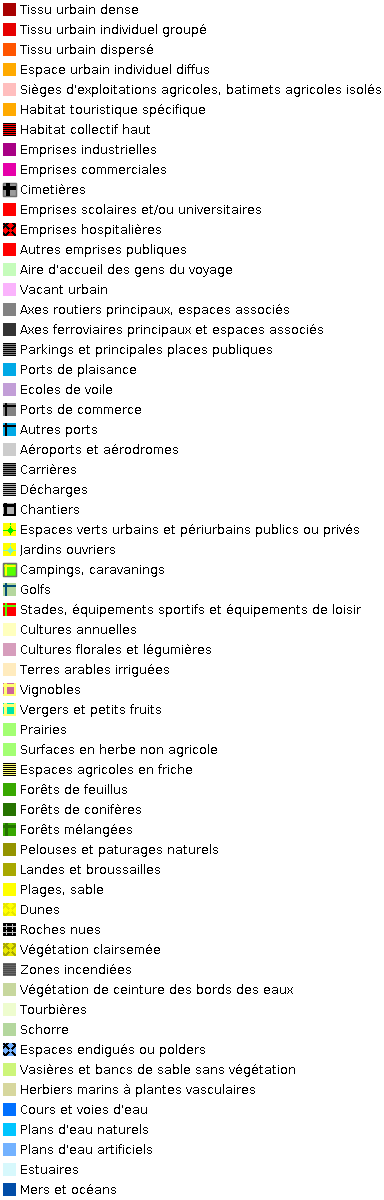 Tissu urbain dense
Tissu urbain individuel groupé
Tissu urbain dispersé
Espace urbain individuel diffus
Sièges d'exploitations agricoles, batimets agricoles isolés
Habitat touristique spécifique
Habitat collectif haut
Emprises industrielles
Emprises commerciales
Cimetières
Emprises scolaires et/ou universitaires
Emprises hospitalières
Autres emprises publiques
Aire d'accueil des gens du voyage
Vacant urbain
Axes routiers principaux, espaces associés
Axes ferroviaires principaux et espaces associés
Parkings et principales places publiques
Ports de plaisance
Ecoles de voile
Ports de commerce
Autres ports
Aéroports et aérodromes
Carrières
Décharges
Chantiers
Espaces verts urbains et périurbains publics ou privés
Jardins ouvriers
Campings, caravanings
Golfs
Stades, équipements sportifs et équipements de loisir
Cultures annuelles
Cultures florales et légumières
Terres arables irriguées
Vignobles
Vergers et petits fruits
Prairies
Surfaces en herbe non agricole
Espaces agricoles en friche
Forêts de feuillus
Forêts de conifères
Forêts mélangées
Pelouses et paturages naturels
Landes et broussailles
Plages, sable
Dunes
Roches nues
Végétation clairsemée
Zones incendiées
Végétation de ceinture des bords des eaux
Tourbières
Schorre
Espaces endigués ou polders
Vasières et bancs de sable sans végétation
Herbiers marins à plantes vasculaires
Cours et voies d'eau
Plans d'eau naturels
Plans d'eau artificiels
Estuaires
Mers et océans